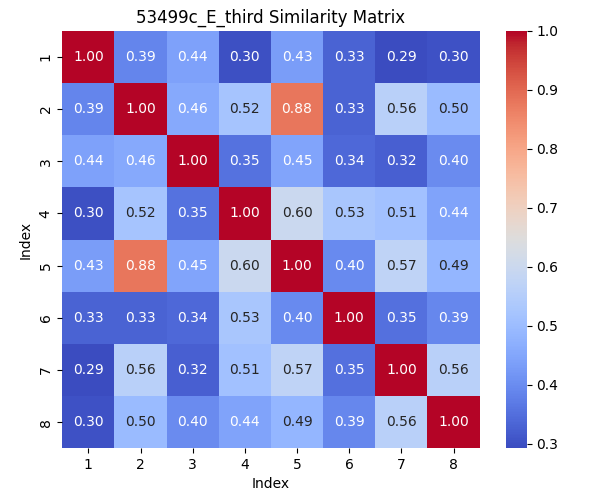 53499c_E_third Similarity Matrix
1 1.00 0.39 0.44 0.30 0.43 0.33 0.29 0.30
2 0.39 1.00 0.46 0.52 0.88 0.33 0.56 0.50
3 0.44 0.46 1.00 0.35 0.45 0.34 0.32 0.40
4 0.30 0.52 0.35 1.00 0.60 0.53 0.51 0.44
5 0.43 0.88 0.45 0.60 1.00 0.40 0.57 0.49
6 0.33 0.33 0.34 0.53 0.40 1.00 0.35 0.39
7 0.29 0.56 0.32 0.51 0.57 0.35 1.00 0.56
8 0.30 0.50 0.40 0.44 0.49 0.39 0.56 1.00
1 2 3 4 5 6 7 8
Index
Index
1.0
0.9
0.8
0.7
0.6
0.5
0.4
0.3